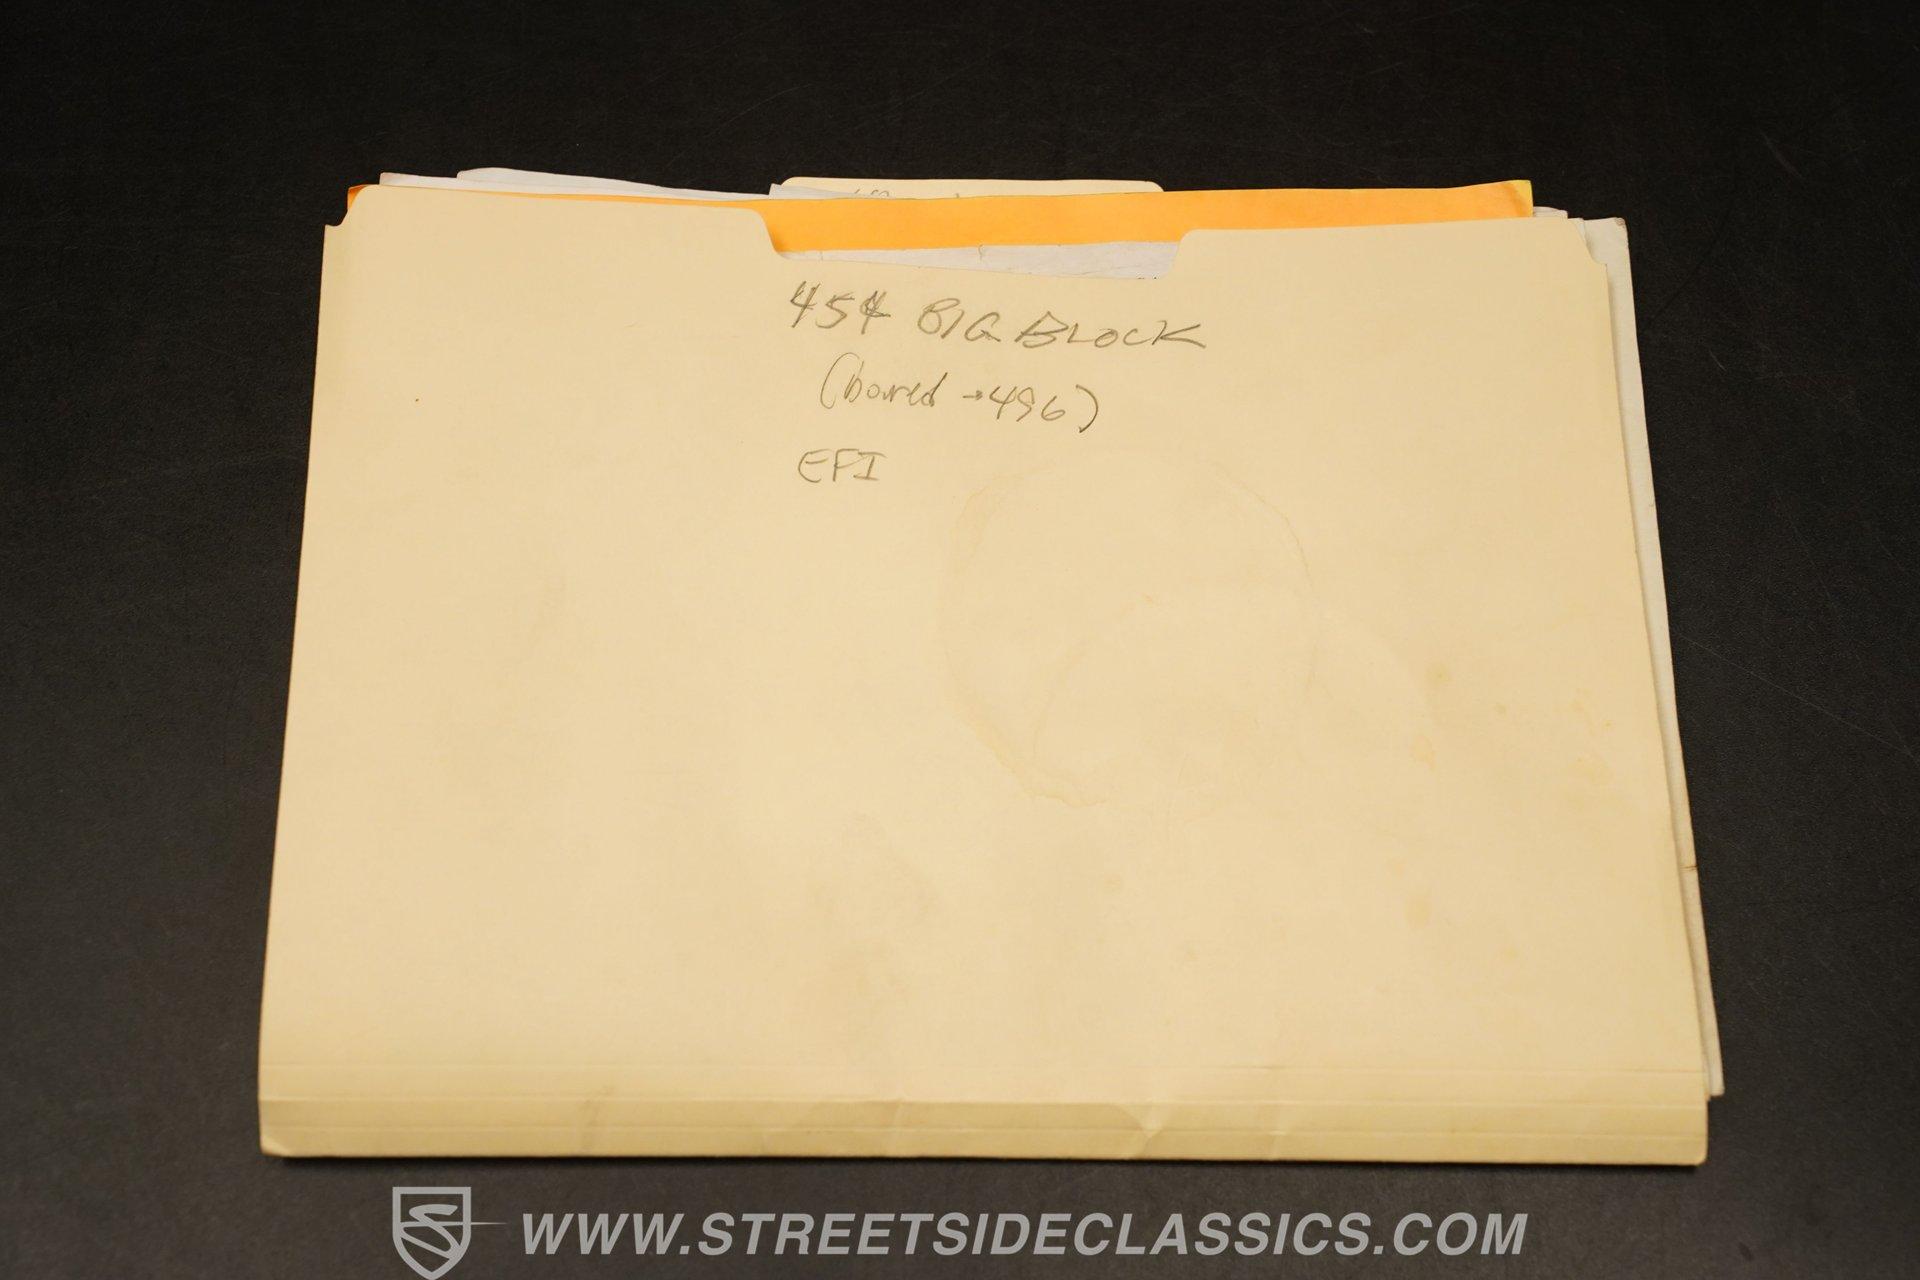 454 BIG BLOCK
(bored →496)
EFI
WWW.STREETSIDECLASSICS.COM